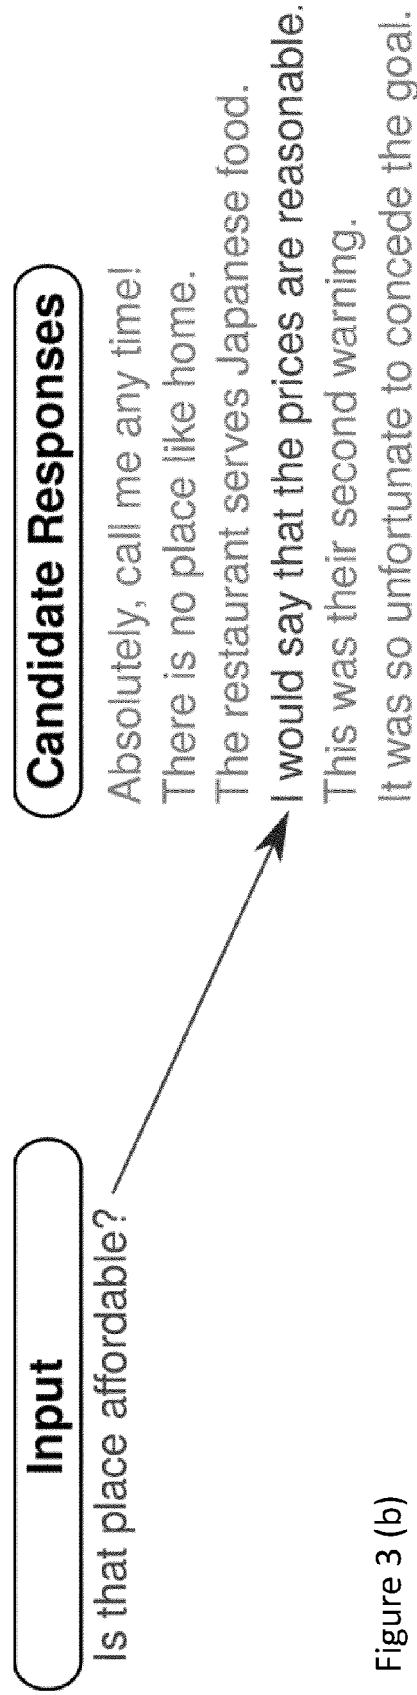 Input
Is that place affordable?
Candidate Responses
Absolutely, call me any time!
There is no place like home.
The restaurant serves Japanese food.
I would say that the prices are reasonable.
This was their second warning.
It was so unfortunate to concede the goal.
Figure 3 (b)